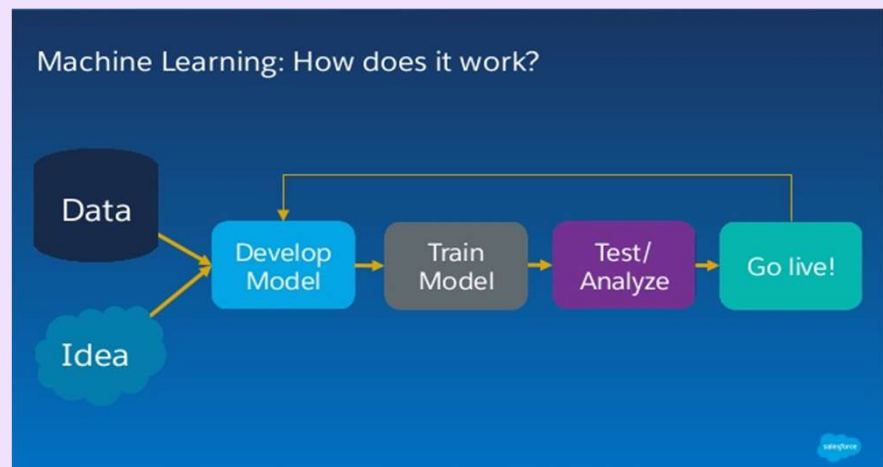 Machine Learning: How does it work?
Data
Idea
Develop
Model
Train
Model
Test/
Analyze
Go live!
salesforce